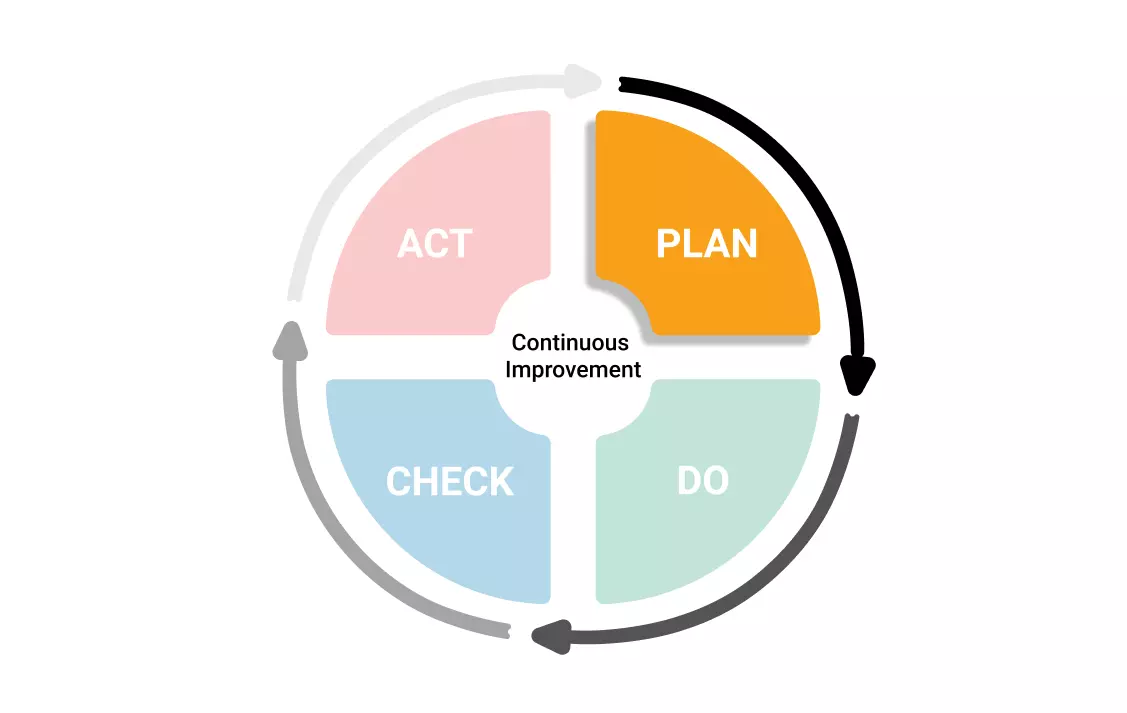 ACT
PLAN
Continuous
Improvement
CHECK
DO